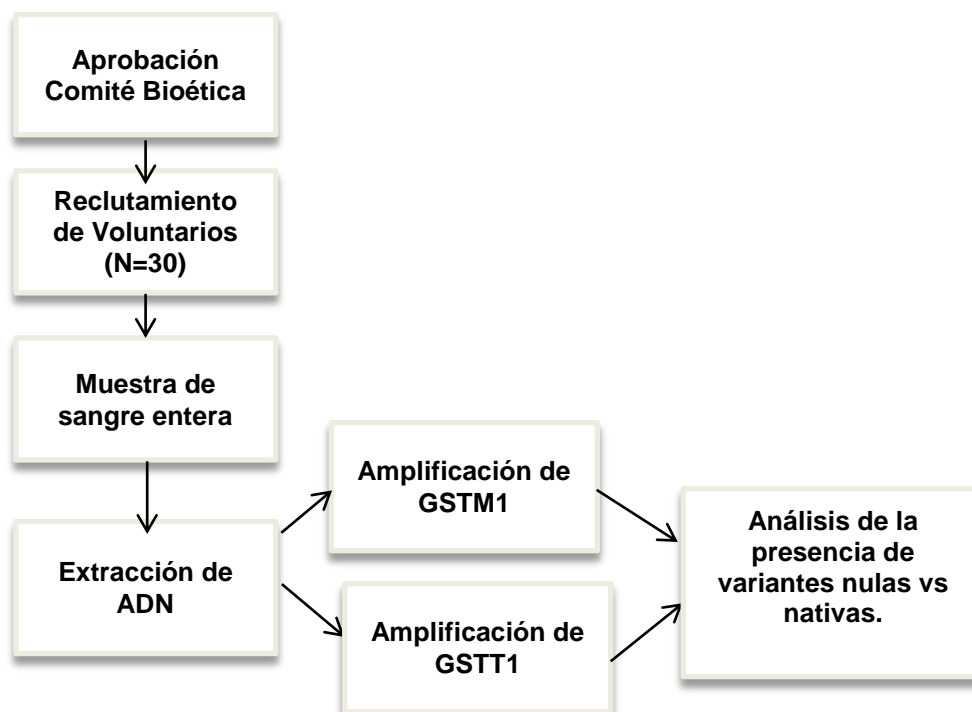 Aprobación
Comité Bioética
Reclutamiento
de Voluntarios
(N=30)
Muestra de
sangre entera
Extracción de
ADN
Amplificación de
GSTM1
Amplificación de
GSTT1
Análisis de la
presencia de
variantes nulas vs
nativas.